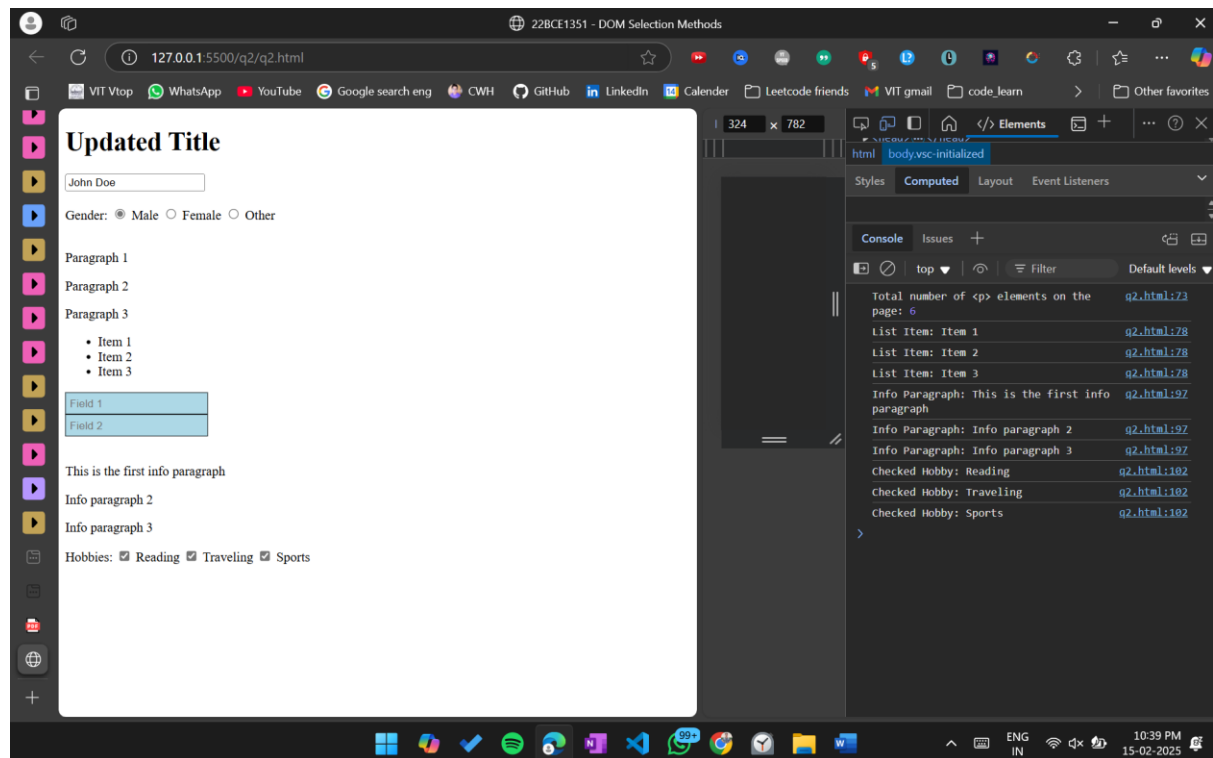 22BCE1351 - DOM Selection Methods
127.0.0.1:5500/q2/q2.html
5
L?
VIT Vtop WhatsApp YouTube Google search eng CWH GitHub in LinkedIn 14 Calender Leetcode friends VIT gmail code_learn Other favorites
Updated Title
John Doe
Gender: Male Female Other
Paragraph 1
Paragraph 2
Paragraph 3
Item 1
Item 2
Item 3
Field 1
Field 2
This is the first info paragraph
Info paragraph 2
Info paragraph 3
Hobbies: Reading Traveling Sports
PDF
324 x 782
</> Elements
html body.vsc-initialized
Styles Computed Layout Event Listeners
Console Issues
top Filter Default levels
Total number of <p> elements on the q2.html:73
page: 6
List Item: Item 1 q2.html:78
List Item: Item 2 q2.html:78
List Item: Item 3 q2.html:78
Info Paragraph: This is the first info q2.html:97
paragraph
Info Paragraph: Info paragraph 2 q2.html:97
Info Paragraph: Info paragraph 3 q2.html:97
Checked Hobby: Reading q2.html:102
Checked Hobby: Traveling q2.html:102
Checked Hobby: Sports q2.html:102
N
99+
W
ENG
IN
10:39 PM
15-02-2025